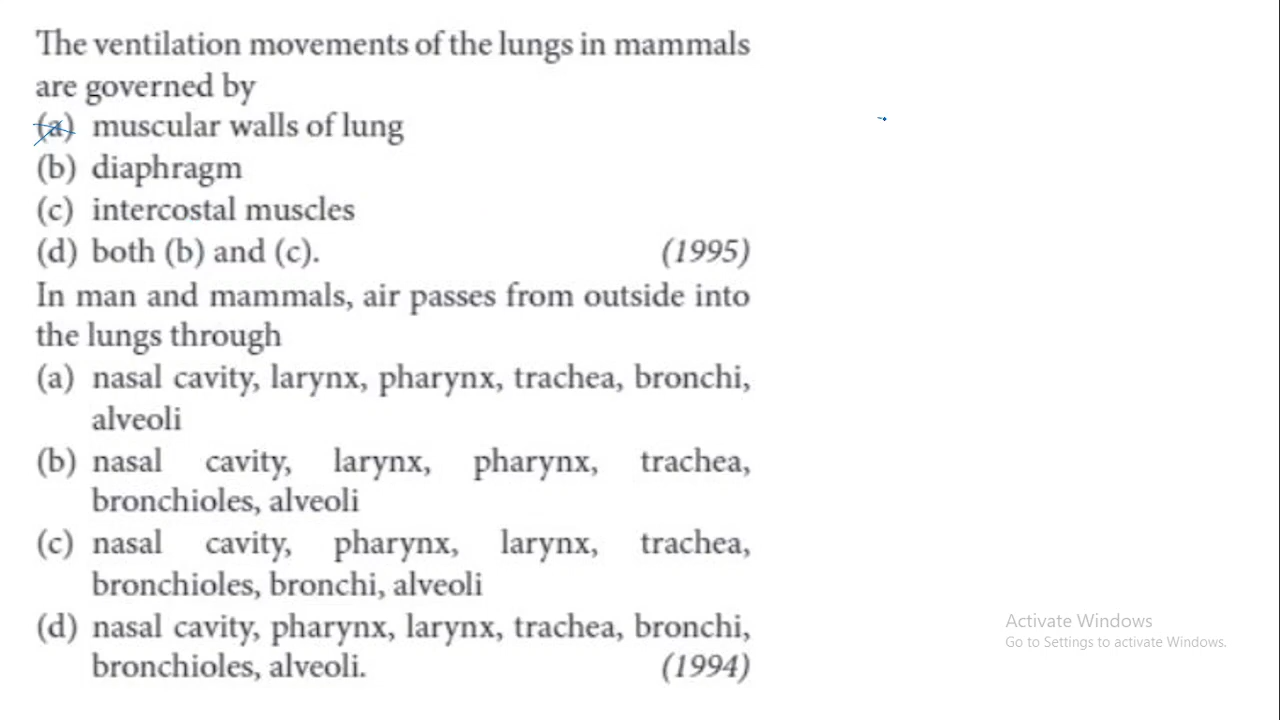 The ventilation movements of the lungs in mammals
are governed by
(a) muscular walls of lung
(b) diaphragm
(c) intercostal muscles
(d) both (b) and (c). (1995)
In man and mammals, air passes from outside into
the lungs through
(a) nasal cavity, larynx, pharynx, trachea, bronchi,
alveoli
(b) nasal cavity, larynx, pharynx, trachea,
bronchioles, alveoli
(c) nasal cavity, pharynx, larynx, trachea,
bronchioles, bronchi, alveoli
(d) nasal cavity, pharynx, larynx, trachea, bronchi,
bronchioles, alveoli. (1994)
Activate Windows
Go to Settings to activate Windows.